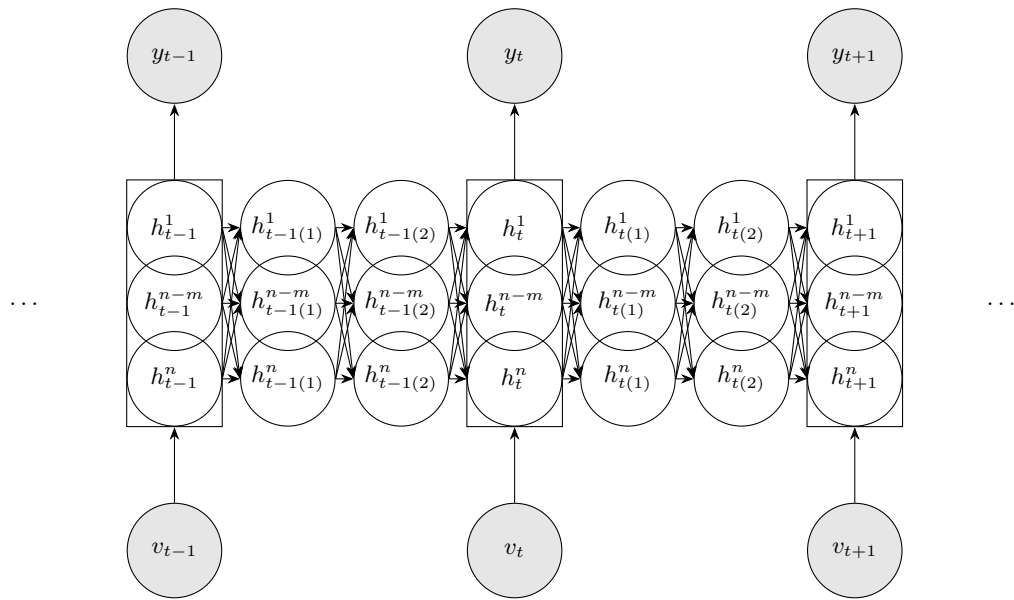 y_{t−1} y_t y_{t+1}
h^1_{t−1} h^1_{t−1(1)} h^1_{t−1(2)} h^1_t h^1_{t(1)} h^1_{t(2)} h^1_{t+1}
... h^{n−m}_{t−1} h^{n−m}_{t−1(1)} h^{n−m}_{t−1(2)} h^{n−m}_t h^{n−m}_{t(1)} h^{n−m}_{t(2)} h^{n−m}_{t+1} ...
h^n_{t−1} h^n_{t−1(1)} h^n_{t−1(2)} h^n_t h^n_{t(1)} h^n_{t(2)} h^n_{t+1}
v_{t−1} v_t v_{t+1}